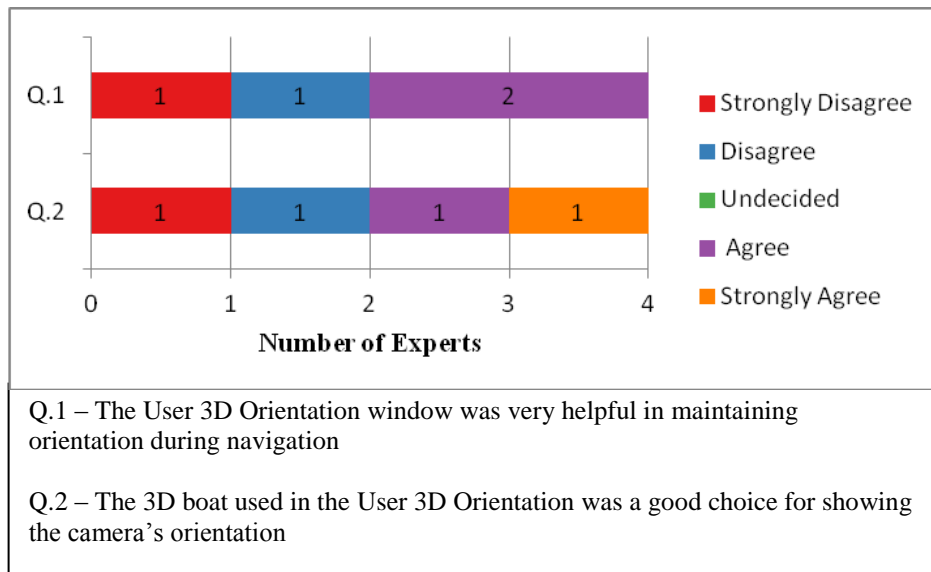 Q.1
1 1 2
Strongly Disagree
Disagree
Undecided
Agree
Strongly Agree
Q.2
1 1 1 1
0 1 2 3 4
Number of Experts
Q.1 – The User 3D Orientation window was very helpful in maintaining
orientation during navigation
Q.2 – The 3D boat used in the User 3D Orientation was a good choice for showing
the camera’s orientation